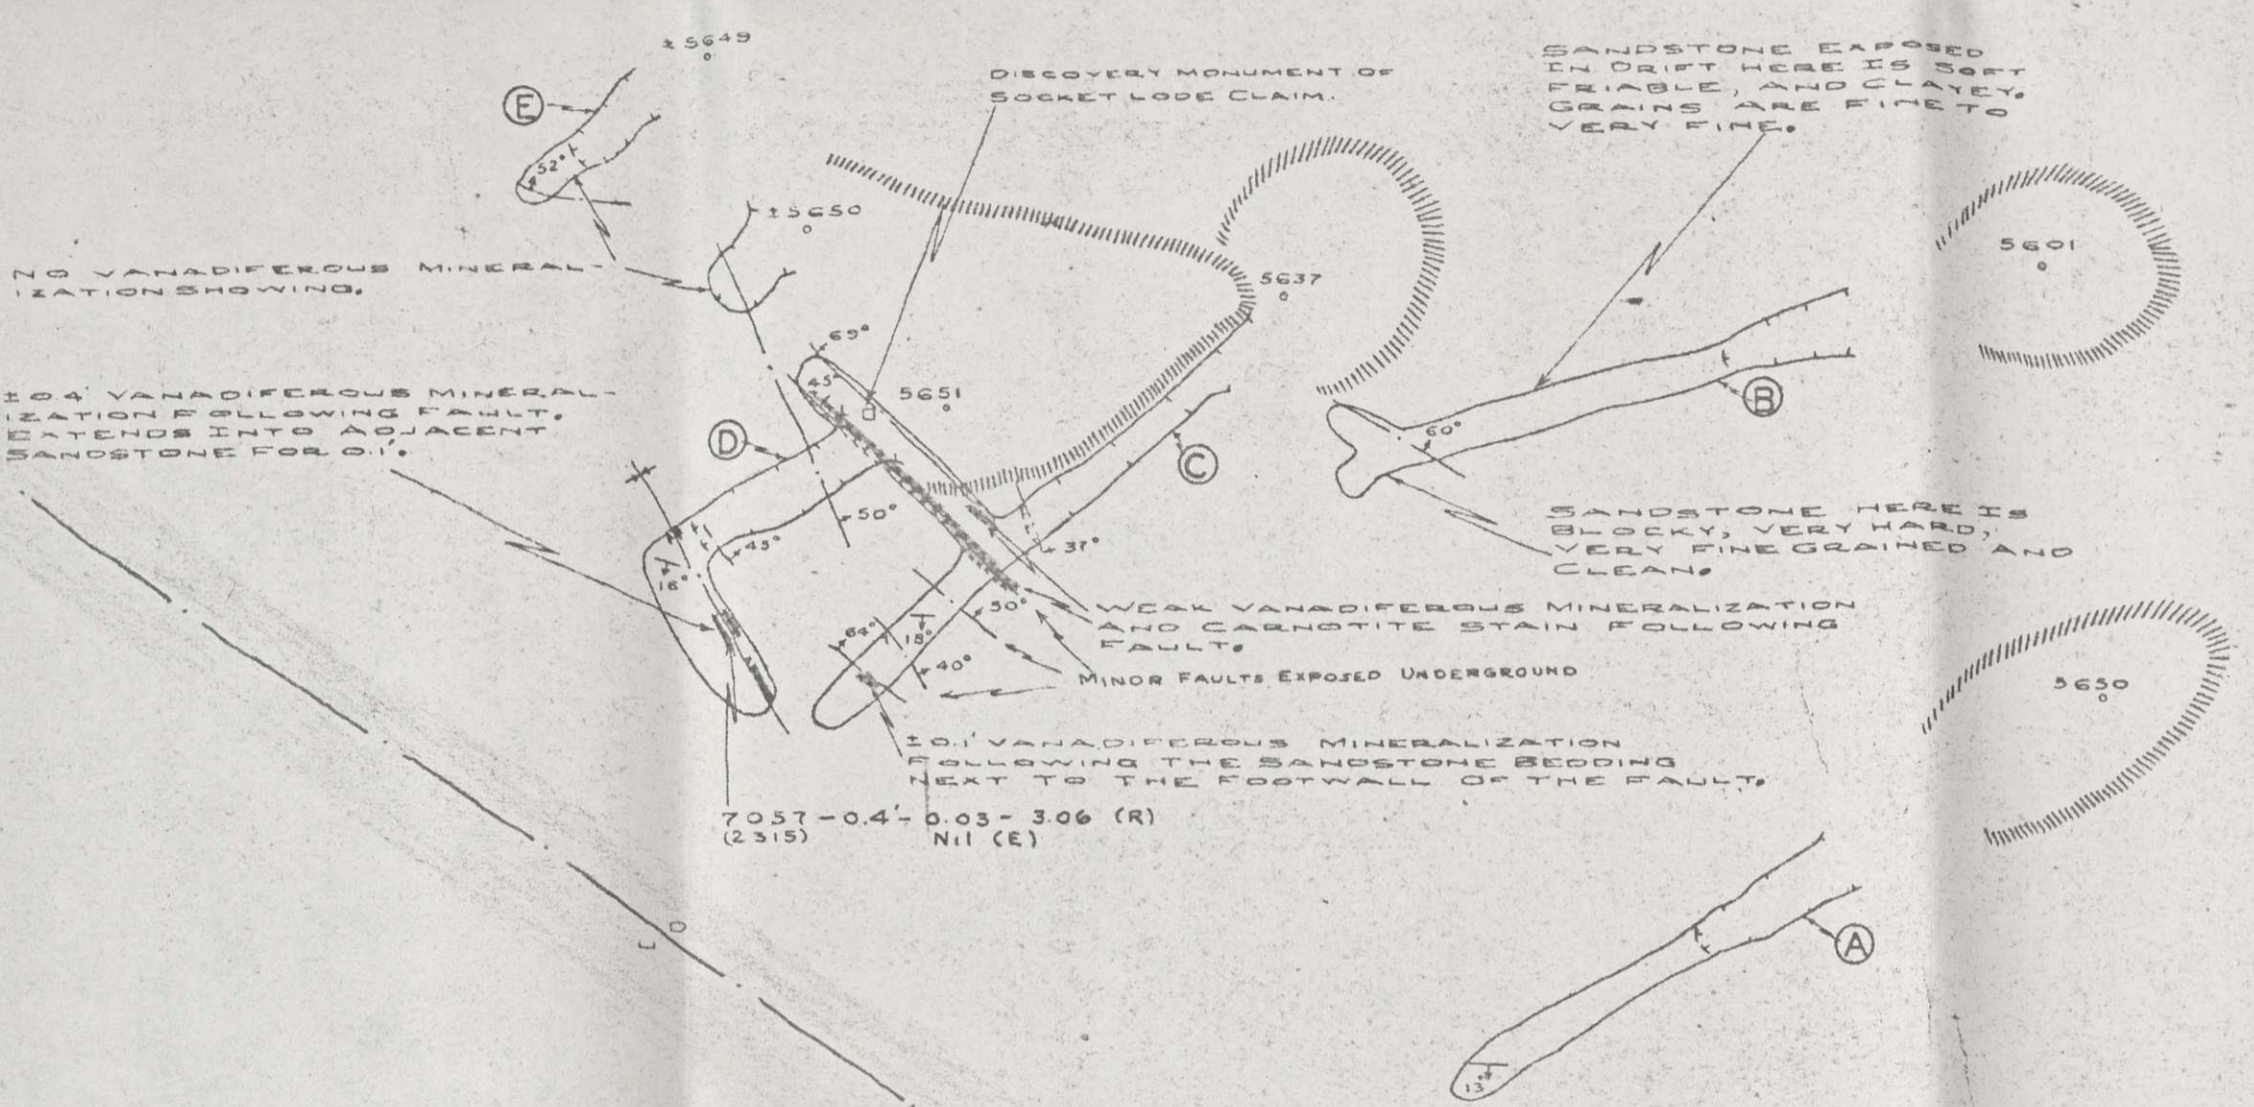 ± 5649
DISCOVERY MONUMENT OF
SOCKET LODE CLAIM.
SANDSTONE EXPOSED
IN DRIFT HERE IS SOFT
FRIABLE, AND CLAYEY.
GRAINS ARE FINE TO
VERY FINE.
E
52°
± 5650
5601
NO VANADIFEROUS MINERAL-
IZATION SHOWING.
5637
69°
45°
5651
±0.4' VANADIFEROUS MINERAL-
IZATION FOLLOWING FAULT.
EXTENDS INTO ADJACENT
SANDSTONE FOR 0.1'.
D
B
60°
C
50°
45°
37°
16°
SANDSTONE HERE IS
BLOCKY, VERY HARD,
VERY FINE GRAINED AND
CLEAN.
50°
64°
18°
40°
WEAK VANADIFEROUS MINERALIZATION
AND CARNOTITE STAIN FOLLOWING
FAULT.
MINOR FAULTS EXPOSED UNDERGROUND
5650
±0.1' VANADIFEROUS MINERALIZATION
FOLLOWING THE SANDSTONE BEDDING
NEXT TO THE FOOTWALL OF THE FAULT.
7057-0.4'-0.03-3.06 (R)
(2315) Nil (E)
U D
A
13°